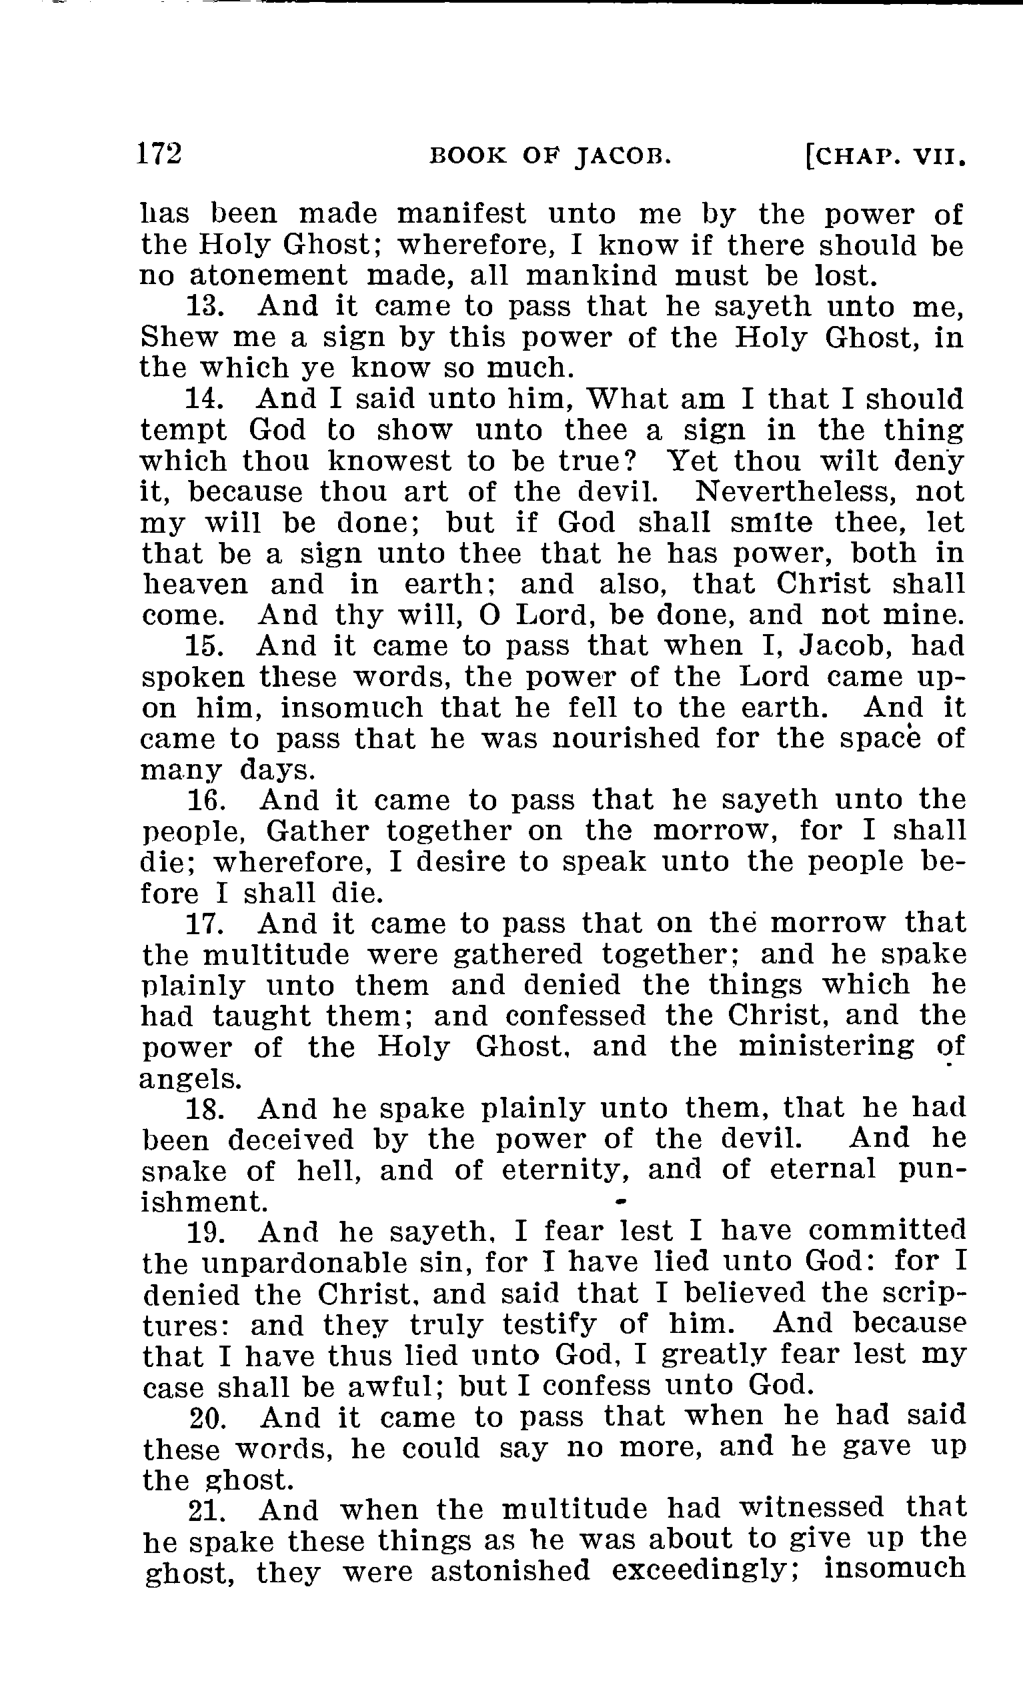 172 BOOK OF JACOB. [CHAP. VII.
has been made manifest unto me by the power of
the Holy Ghost; wherefore, I know if there should be
no atonement made, all mankind must be lost.
13. And it came to pass that he sayeth unto me,
Shew me a sign by this power of the Holy Ghost, in
the which ye know so much.
14. And I said unto him, What am I that I should
tempt God to show unto thee a sign in the thing
which thou knowest to be true? Yet thou wilt deny
it, because thou art of the devil. Nevertheless, not
my will be done; but if God shall smite thee, let
that be a sign unto thee that he has power, both in
heaven and in earth; and also, that Christ shall
come. And thy will, O Lord, be done, and not mine.
15. And it came to pass that when I, Jacob, had
spoken these words, the power of the Lord came up-
on him, insomuch that he fell to the earth. And it
came to pass that he was nourished for the space of
many days.
16. And it came to pass that he sayeth unto the
people, Gather together on the morrow, for I shall
die; wherefore, I desire to speak unto the people be-
fore I shall die.
17. And it came to pass that on the morrow that
the multitude were gathered together; and he spake
plainly unto them and denied the things which he
had taught them; and confessed the Christ, and the
power of the Holy Ghost, and the ministering of
angels.
18. And he spake plainly unto them, that he had
been deceived by the power of the devil. And he
spake of hell, and of eternity, and of eternal pun-
ishment.
19. And he sayeth, I fear lest I have committed
the unpardonable sin, for I have lied unto God: for I
denied the Christ, and said that I believed the scrip-
tures: and they truly testify of him. And because
that I have thus lied unto God, I greatly fear lest my
case shall be awful; but I confess unto God.
20. And it came to pass that when he had said
these words, he could say no more, and he gave up
the ghost.
21. And when the multitude had witnessed that
he spake these things as he was about to give up the
ghost, they were astonished exceedingly; insomuch